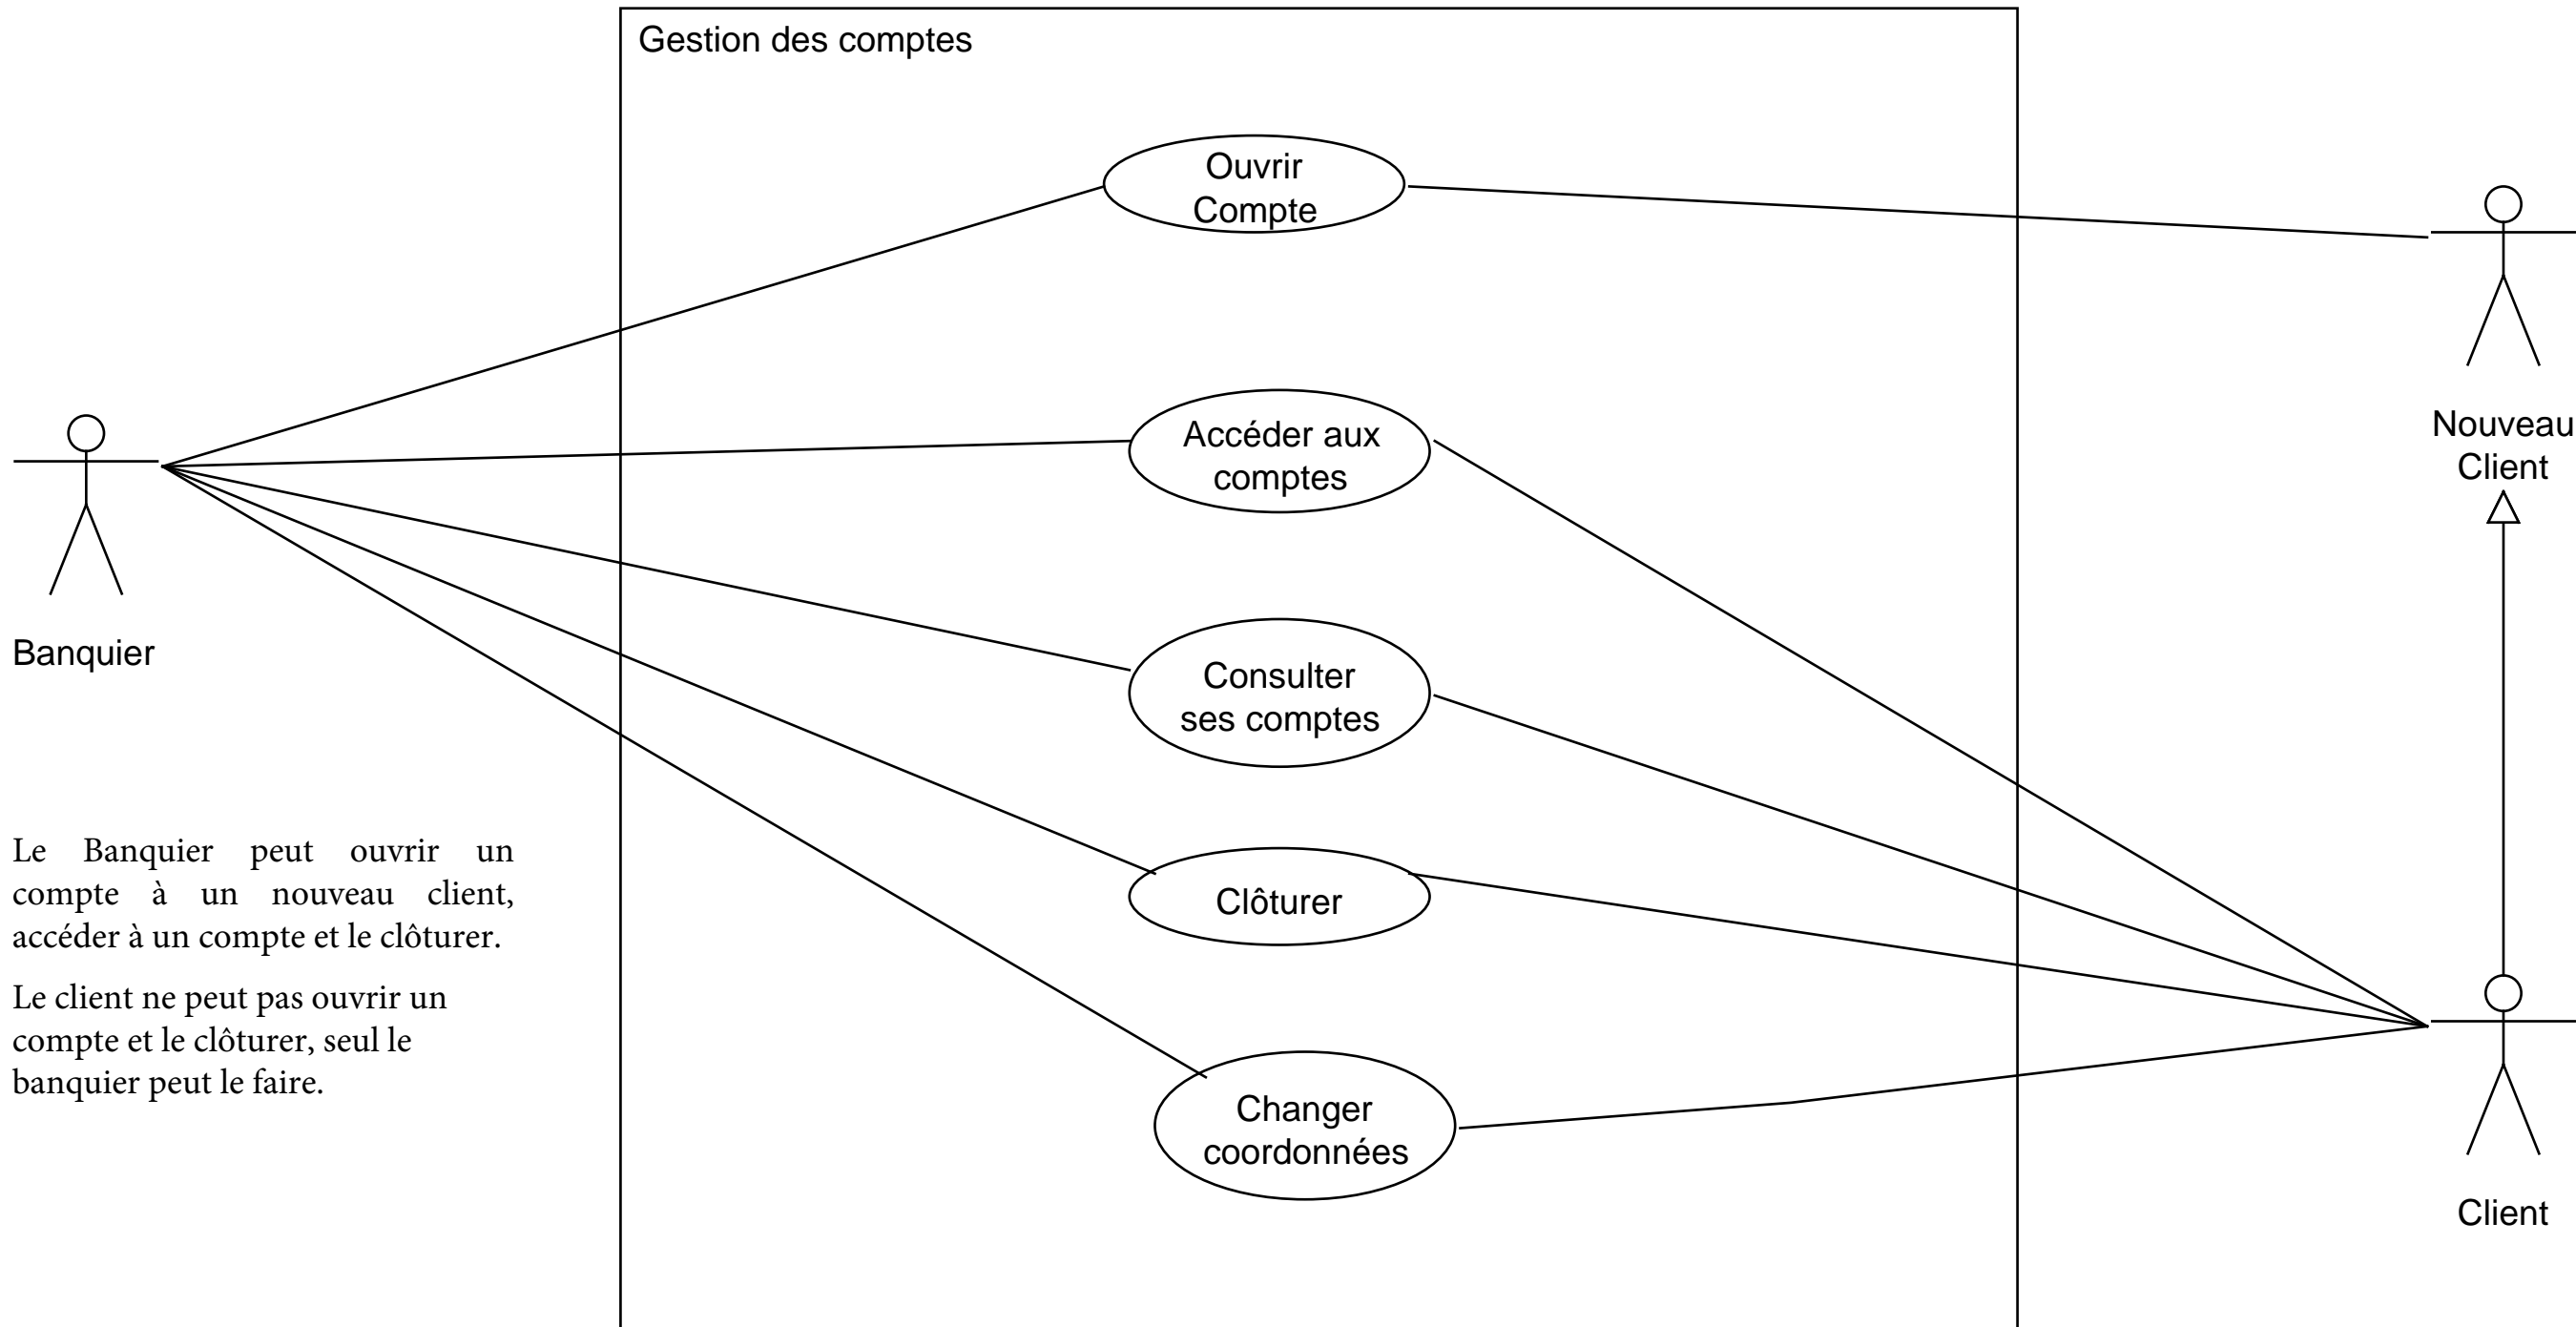 Gestion des comptes
Ouvrir
Compte
Accéder aux
comptes
Nouveau
Client
Consulter
ses comptes
Banquier
Le Banquier peut ouvrir un
compte à un nouveau client,
accéder à un compte et le clôturer.
Le client ne peut pas ouvrir un
compte et le clôturer, seul le
banquier peut le faire.
Clôturer
Changer
coordonnées
Client